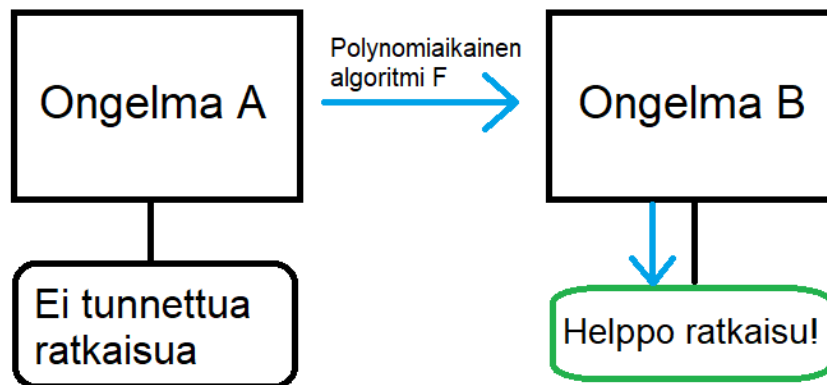 Ongelma A
Polynomiaikainen
algoritmi F
Ongelma B
Ei tunnettua
ratkaisua
Helppo ratkaisu!